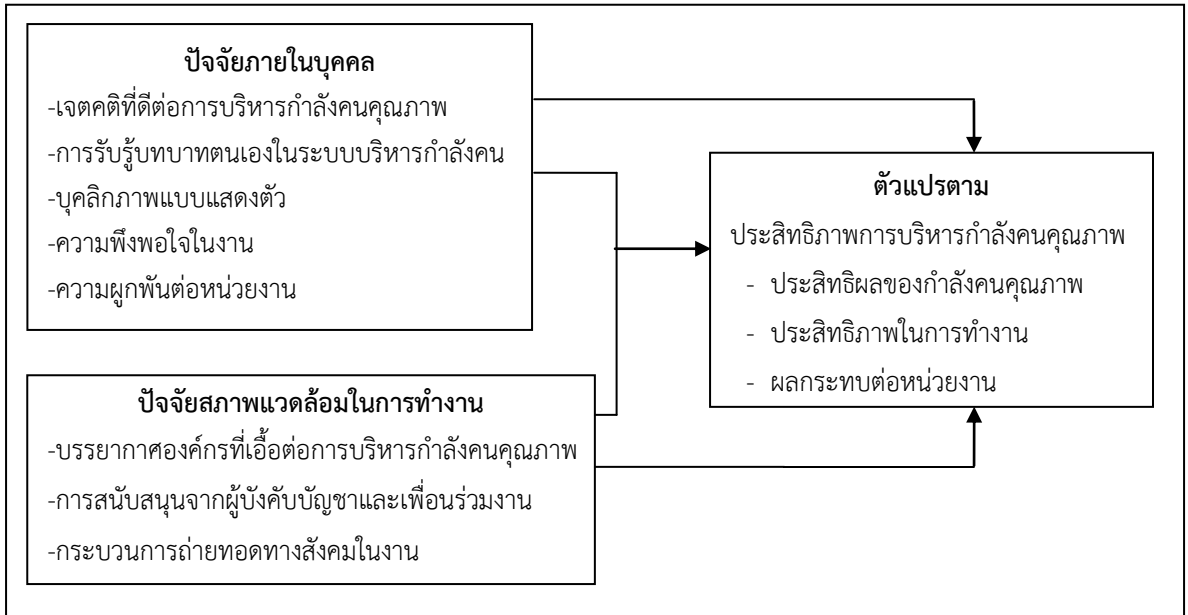 ปัจจัยภายในบุคคล
-เจตคติที่ดีต่อการบริหารกำลังคนคุณภาพ
-การรับรู้บทบาทตนเองในระบบบริหารกำลังคน
-บุคลิกภาพแบบแสดงตัว
-ความพึงพอใจในงาน
-ความผูกพันต่อหน่วยงาน
ปัจจัยสภาพแวดล้อมในการทำงาน
-บรรยากาศองค์กรที่เอื้อต่อการบริหารกำลังคนคุณภาพ
-การสนับสนุนจากผู้บังคับบัญชาและเพื่อนร่วมงาน
-กระบวนการถ่ายทอดทางสังคมในงาน
ตัวแปรตาม
ประสิทธิภาพการบริหารกำลังคนคุณภาพ
- ประสิทธิผลของกำลังคนคุณภาพ
- ประสิทธิภาพในการทำงาน
- ผลกระทบต่อหน่วยงาน